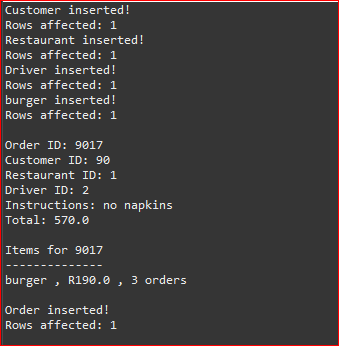 Customer inserted!
Rows affected: 1
Restaurant inserted!
Rows affected: 1
Driver inserted!
Rows affected: 1
burger inserted!
Rows affected: 1
Order ID: 9017
Customer ID: 90
Restaurant ID: 1
Driver ID: 2
Instructions: no napkins
Total: 570.0
Items for 9017
---------------
burger , R190.0 , 3 orders
Order inserted!
Rows affected: 1